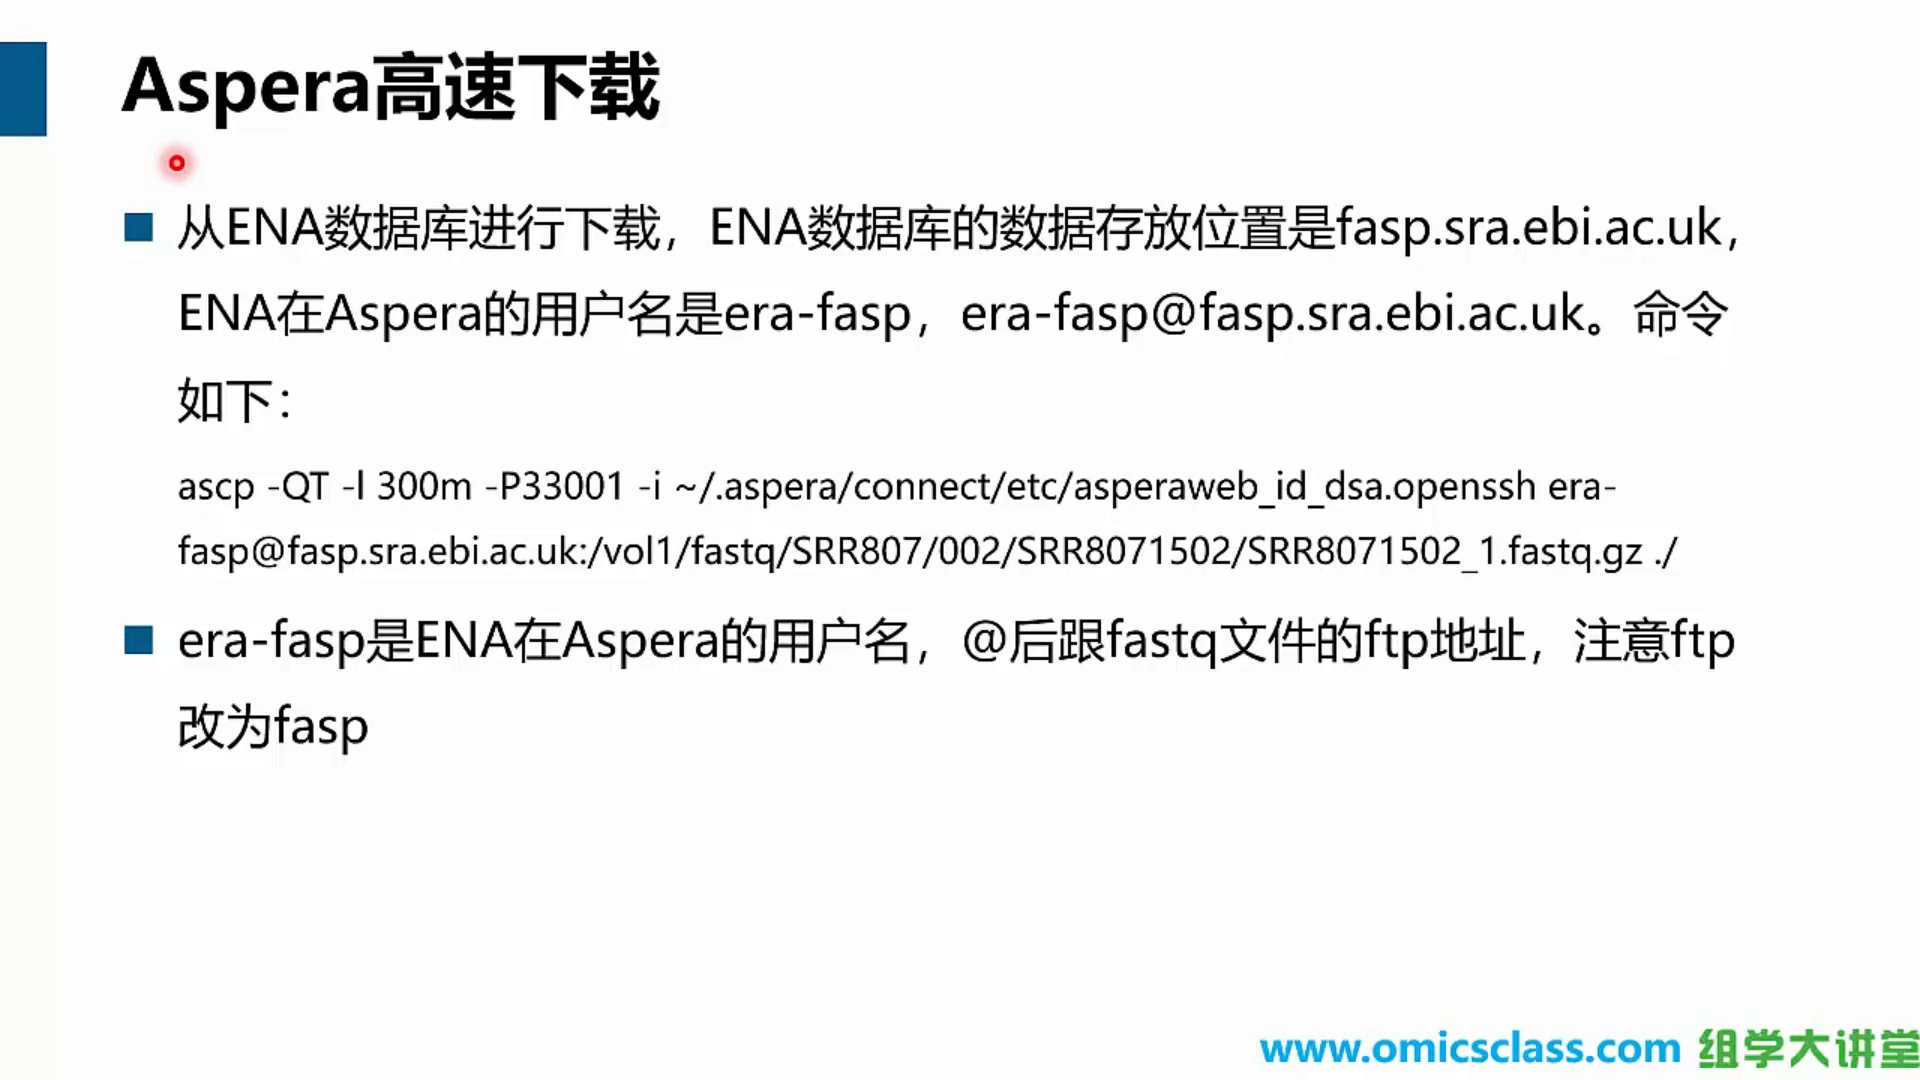 Aspera高速下载
从ENA数据库进行下载，ENA数据库的数据存放位置是fasp.sra.ebi.ac.uk，
ENA在Aspera的用户名是era-fasp，era-fasp@fasp.sra.ebi.ac.uk。命令
如下：
ascp -QT -l 300m -P33001 -i ~/.aspera/connect/etc/asperaweb_id_dsa.openssh era-
fasp@fasp.sra.ebi.ac.uk:/vol1/fastq/SRR807/002/SRR8071502/SRR8071502_1.fastq.gz ./
era-fasp是ENA在Aspera的用户名，@后跟fastq文件的ftp地址，注意ftp
改为fasp
www.omicsclass.com 组学大讲堂